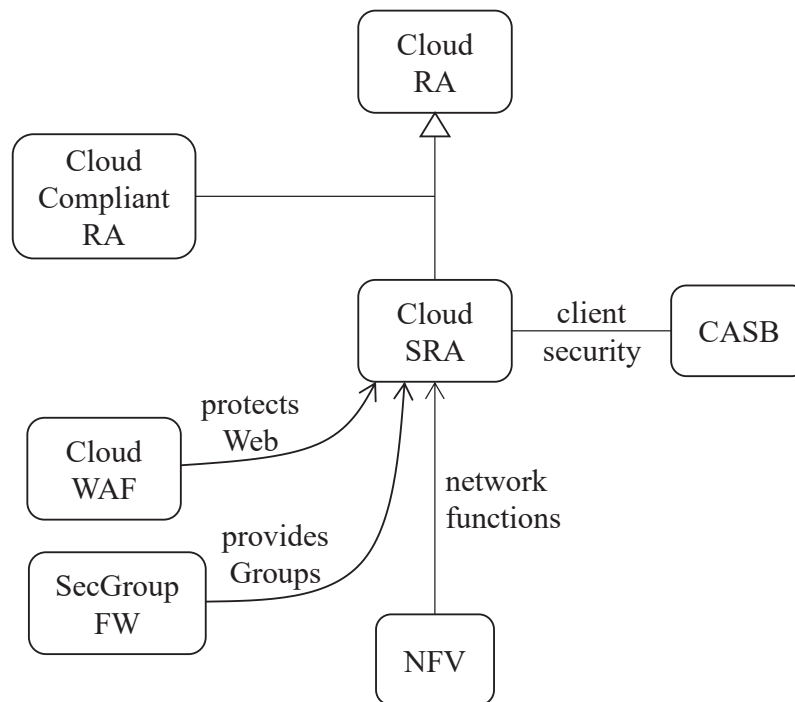 Cloud
RA
Cloud
Compliant
RA
Cloud
SRA
client
security
CASB
protects
Web
Cloud
WAF
network
functions
provides
Groups
SecGroup
FW
NFV